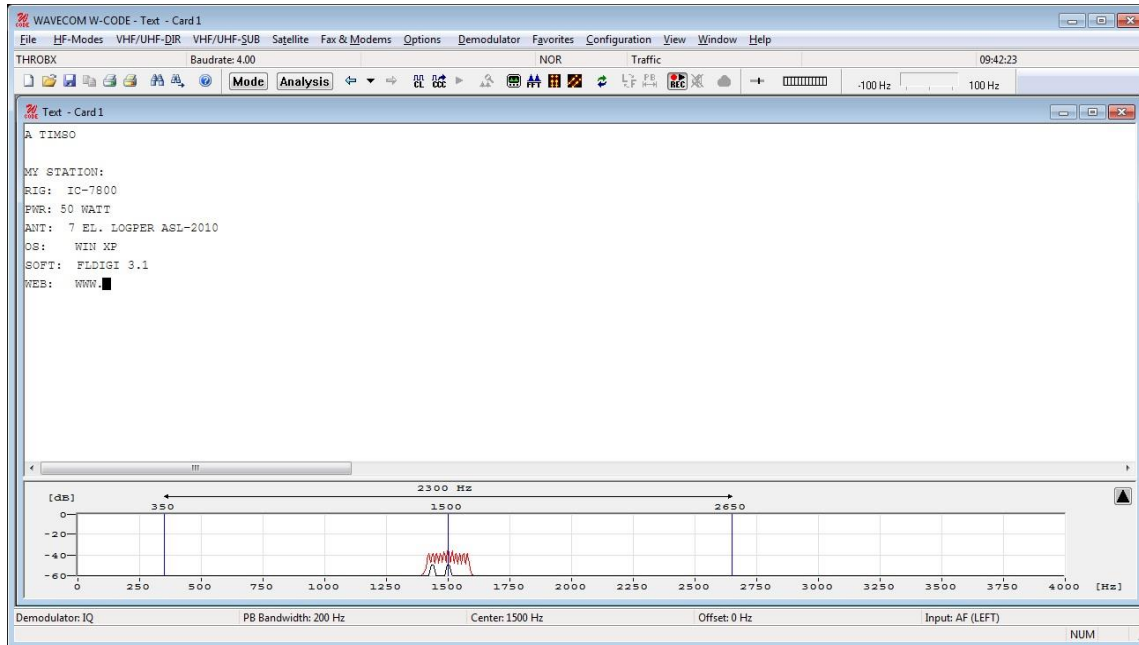 WAVECOM W-CODE - Text - Card 1
File HF-Modes VHF/UHF-DIR VHF/UHF-SUB Satellite Fax & Modems Options Demodulator Favorites Configuration View Window Help
THROBX Baudrate: 4.00 NOR Traffic 09:42:23
Mode Analysis CL REC -100 Hz 100 Hz
Text - Card 1
A TIMSO
MY STATION:
RIG: IC-7800
PWR: 50 WATT
ANT: 7 EL. LOGPER ASL-2010
OS: WIN XP
SOFT: FLDIGI 3.1
WEB: WWW.
2300 Hz
[dB] 350 1500 2650
0
-20
-40
-60
0 250 500 750 1000 1250 1500 1750 2000 2250 2500 2750 3000 3250 3500 3750 4000 [Hz]
Demodulator: IQ PB Bandwidth: 200 Hz Center: 1500 Hz Offset: 0 Hz Input: AF (LEFT)
NUM